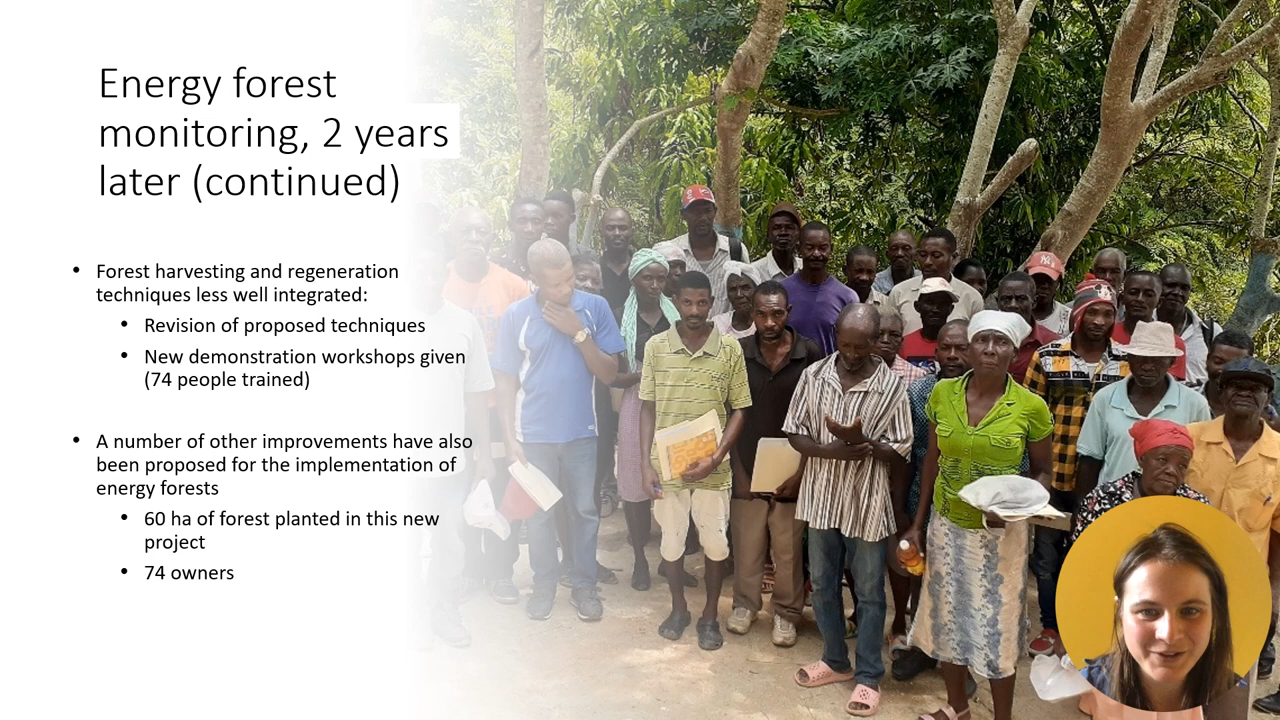 Energy forest
monitoring, 2 years
later (continued)
• Forest harvesting and regeneration
techniques less well integrated:
• Revision of proposed techniques
• New demonstration workshops given
(74 people trained)
• A number of other improvements have also
been proposed for the implementation of
energy forests
• 60 ha of forest planted in this new
project
• 74 owners